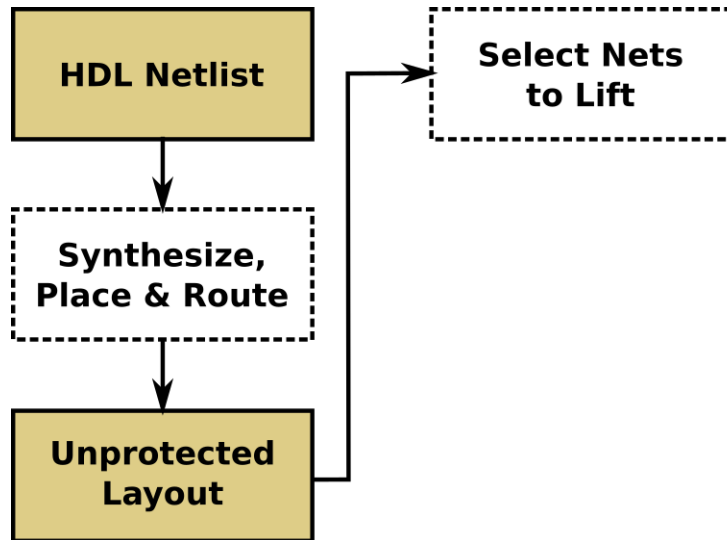 HDL Netlist
Synthesize,
Place & Route
Unprotected
Layout
Select Nets
to Lift